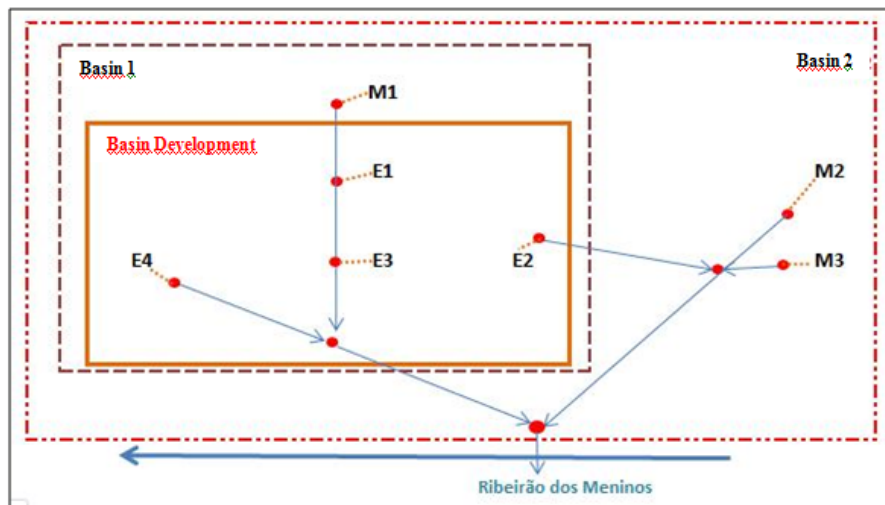 Basin 1
Basin 2
M1
Basin Development
E1
M2
E4
E3
E2
M3
Ribeirão dos Meninos